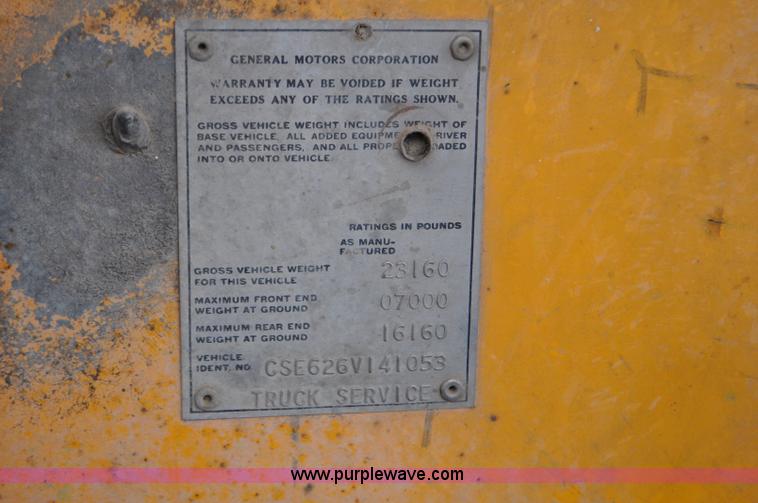 GENERAL MOTORS CORPORATION
WARRANTY MAY BE VOIDED IF WEIGHT
EXCEEDS ANY OF THE RATINGS SHOWN.
GROSS VEHICLE WEIGHT INCLUDES WEIGHT OF
BASE VEHICLE, ALL ADDED DRIVER
AND PASSENGERS, AND ALL
INTO OR ONTO VEHICLE.
RATINGS IN POUNDS
AS MANU-
FACTURED
GROSS VEHICLE WEIGHT 23160
FOR THIS VEHICLE
MAXIMUM FRONT END 07000
WEIGHT AT GROUND
MAXIMUM REAR END 16160
WEIGHT AT GROUND
VEHICLE
IDENT. NO. CSE626V141053
TRUCK SERVICE
www.purplewave.com